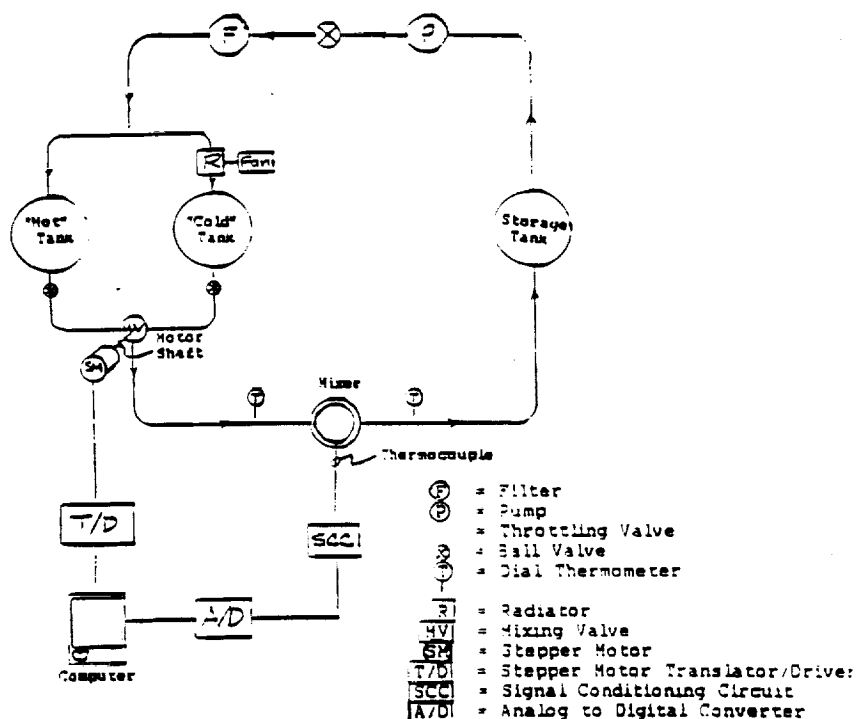 F
P
R
Fan
"Hot"
Tank
"Cold"
Tank
Storage
Tank
MV
Motor
Shaft
SM
T
Mixer
T
Thermocouple
T/D
SCC
A/D
Computer
F = Filter
P = Pump
= Throttling Valve
= Ball Valve
T = Dial Thermometer
R = Radiator
MV = Mixing Valve
SM = Stepper Motor
T/D = Stepper Motor Translator/Driver
SCC = Signal Conditioning Circuit
A/D = Analog to Digital Converter